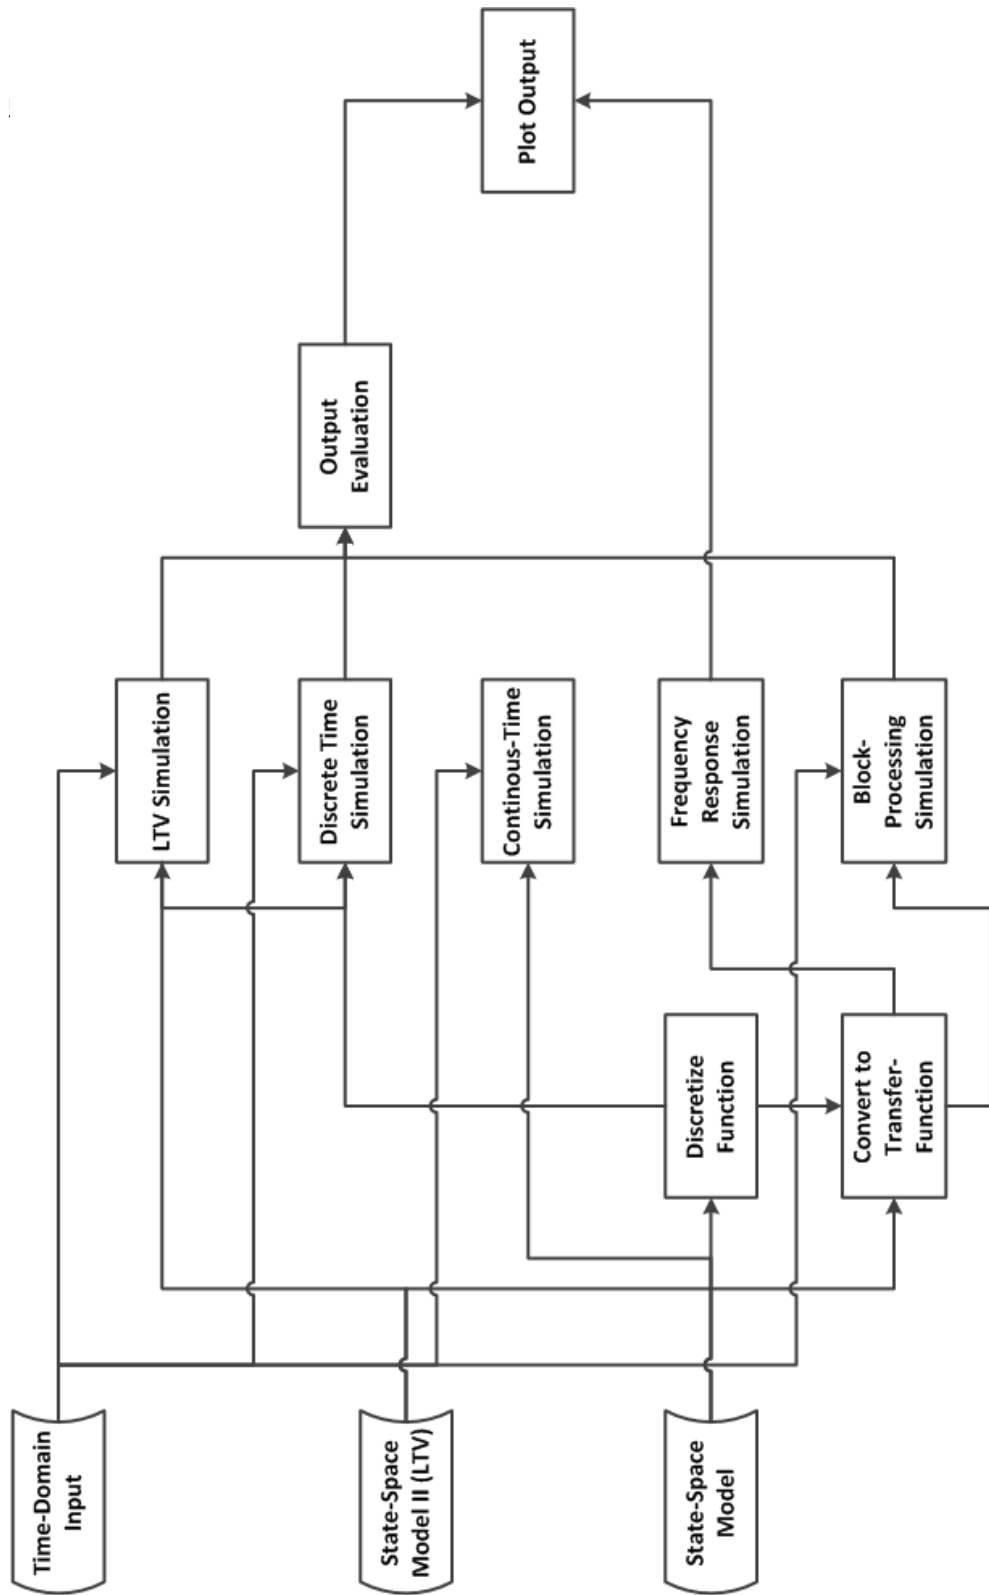 Time-Domain
Input
State-Space
Model II (LTV)
State-Space
Model
Discretize
Function
Convert to
Transfer-
Function
LTV Simulation
Discrete Time
Simulation
Continous-Time
Simulation
Frequency
Response
Simulation
Block-
Processing
Simulation
Output
Evaluation
Plot Output